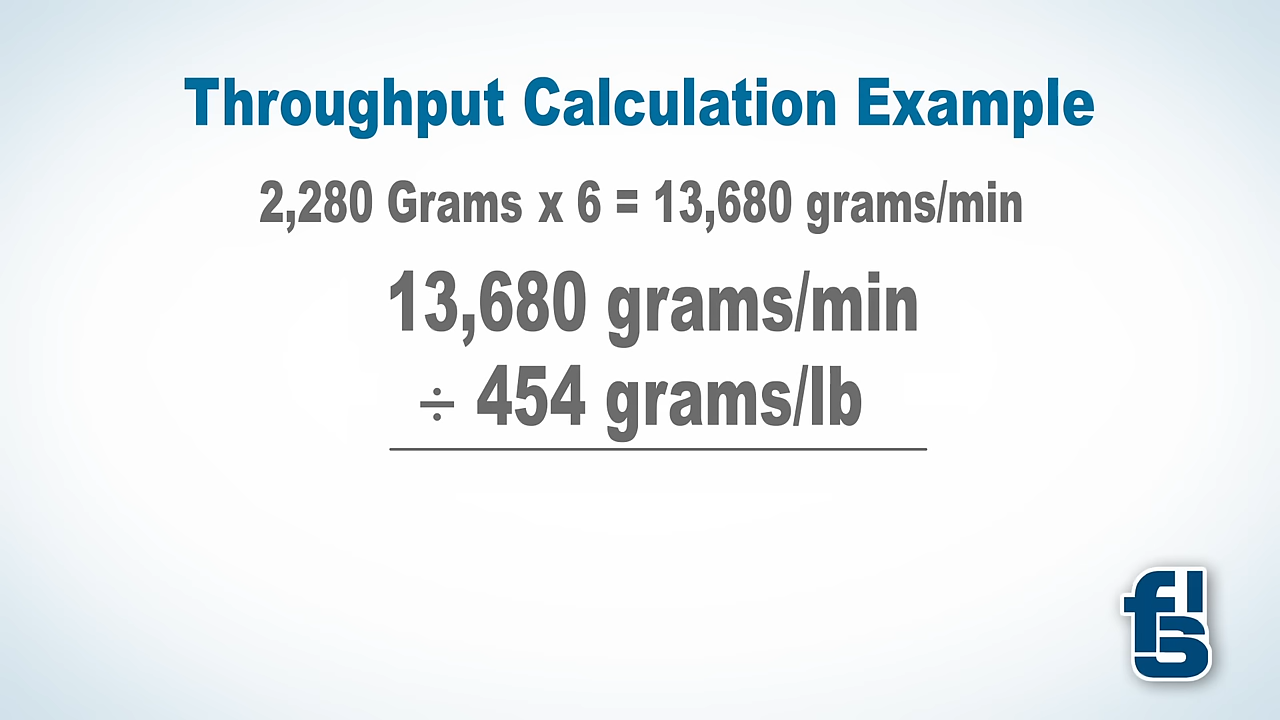 Throughput Calculation Example
2,280 Grams x 6 = 13,680 grams/min
13,680 grams/min
÷ 454 grams/lb